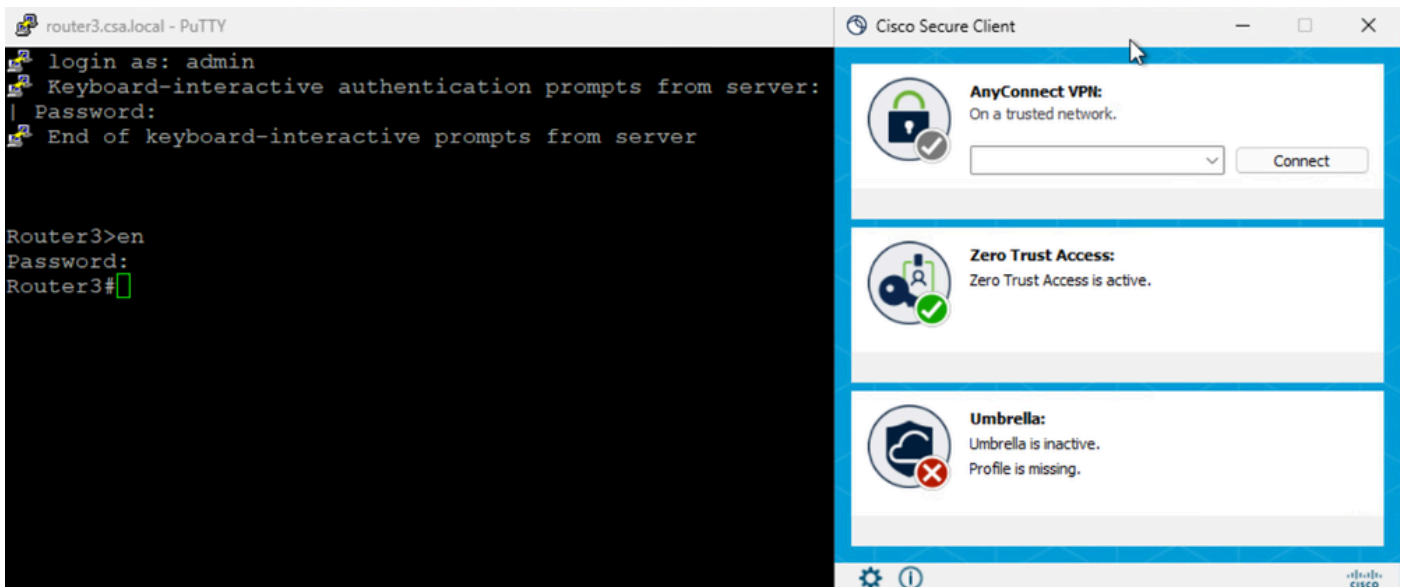 router3.csa.local - PuTTY
login as: admin
Keyboard-interactive authentication prompts from server:
| Password:
End of keyboard-interactive prompts from server
Router3>en
Password:
Router3#
Cisco Secure Client
AnyConnect VPN:
On a trusted network.
Connect
Zero Trust Access:
Zero Trust Access is active.
Umbrella:
Umbrella is inactive.
Profile is missing.
CISCO